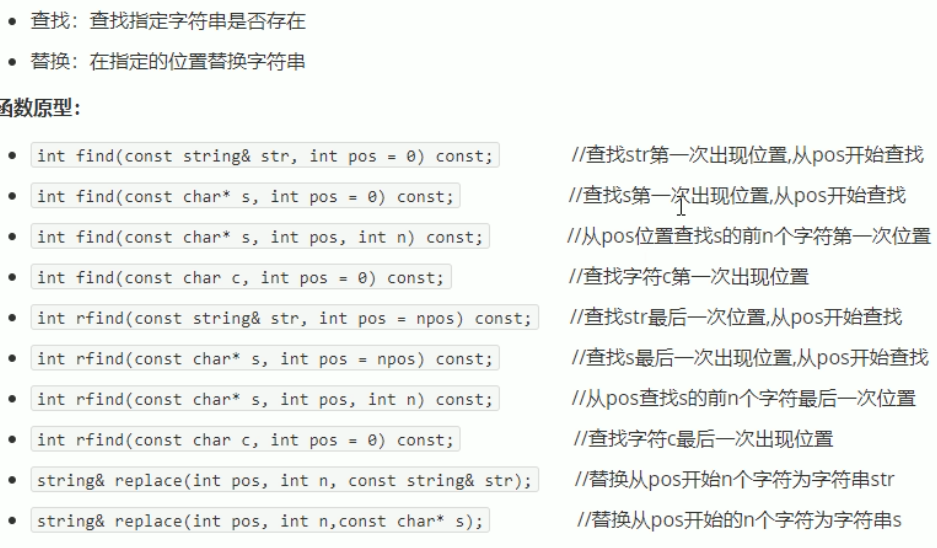 查找：查找指定字符串是否存在
替换：在指定的位置替换字符串
函数原型：
int find(const string& str, int pos = 0) const; //查找str第一次出现位置,从pos开始查找
int find(const char* s, int pos = 0) const; //查找s第一次出现位置,从pos开始查找
int find(const char* s, int pos, int n) const; //从pos位置查找s的前n个字符第一次位置
int find(const char c, int pos = 0) const; //查找字符c第一次出现位置
int rfind(const string& str, int pos = npos) const; //查找str最后一次位置,从pos开始查找
int rfind(const char* s, int pos = npos) const; //查找s最后一次出现位置,从pos开始查找
int rfind(const char* s, int pos, int n) const; //从pos查找s的前n个字符最后一次位置
int rfind(const char c, int pos = 0) const; //查找字符c最后一次出现位置
string& replace(int pos, int n, const string& str); //替换从pos开始n个字符为字符串str
string& replace(int pos, int n,const char* s); //替换从pos开始的n个字符为字符串s